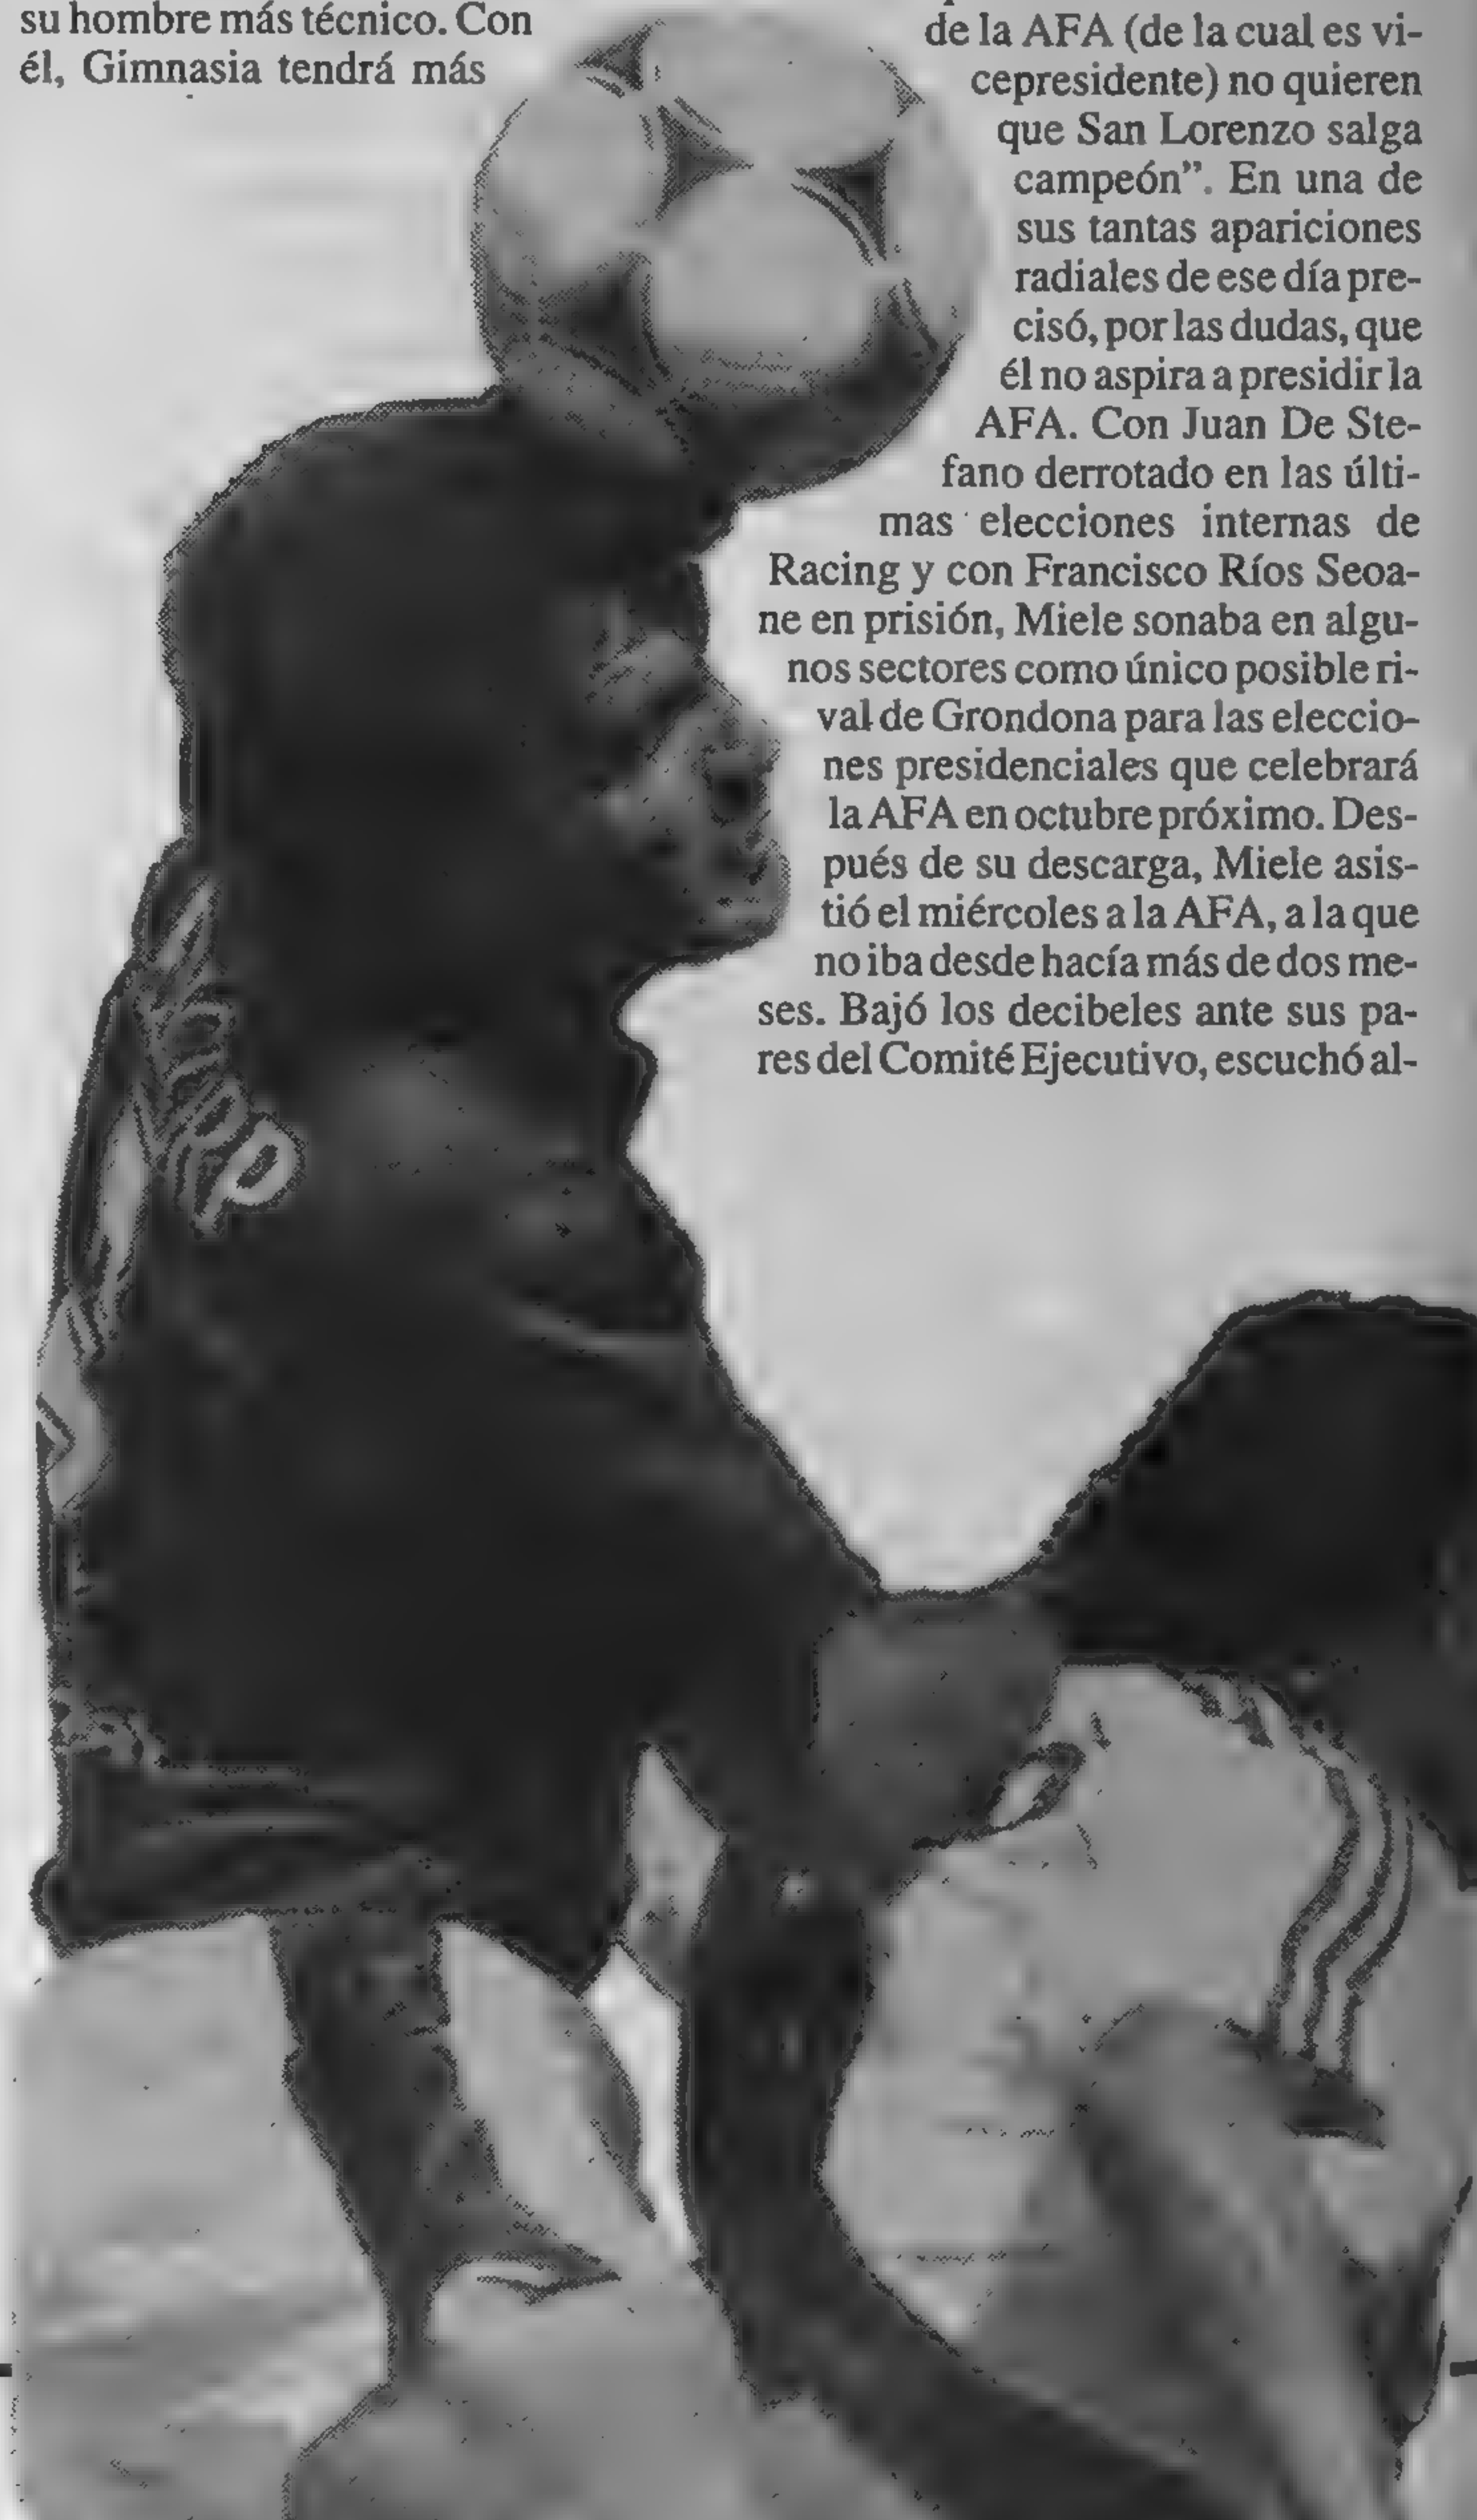 su hombre más técnico. Con
él, Gimnasia tendrá más
de la AFA (de la cual es vi-
cepresidente) no quieren
que San Lorenzo salga
campeón”. En una de
sus tantas apariciones
radiales de ese día pre-
cisó, por las dudas, que
él no aspira a presidir la
AFA. Con Juan De Ste-
fano derrotado en las últi-
mas elecciones internas de
Racing y con Francisco Ríos Seoa-
ne en prisión, Miele sonaba en algu-
nos sectores como único posible ri-
val de Grondona para las eleccio-
nes presidenciales que celebrará
la AFA en octubre próximo. Des-
pués de su descarga, Miele asis-
tió el miércoles a la AFA, a la que
no iba desde hacía más de dos me-
ses. Bajó los decibeles ante sus pa-
res del Comité Ejecutivo, escuchó al-